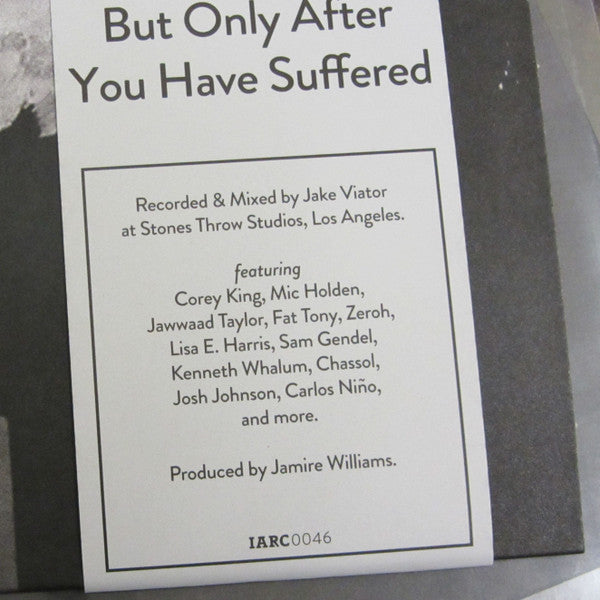 But Only After
You Have Suffered
Recorded & Mixed by Jake Viator
at Stones Throw Studios, Los Angeles.
featuring
Corey King, Mic Holden,
Jawwaad Taylor, Fat Tony, Zeroh,
Lisa E. Harris, Sam Gendel,
Kenneth Whalum, Chassol,
Josh Johnson, Carlos Niño,
and more.
Produced by Jamire Williams.
IARC0046